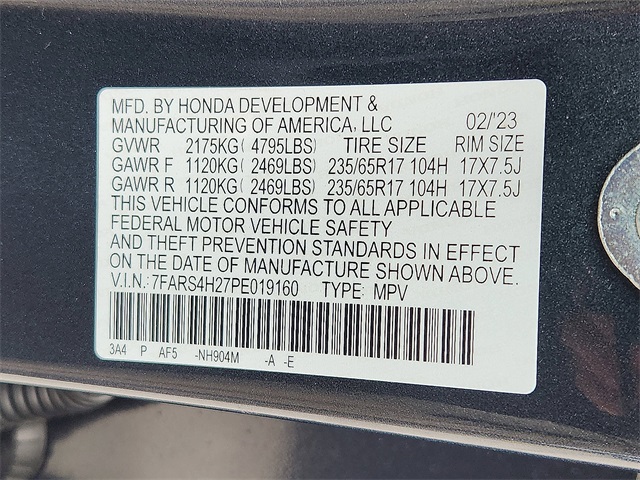 MFD. BY HONDA DEVELOPMENT &
MANUFACTURING OF AMERICA, LLC 02/'23
GVWR 2175KG( 4795LBS) TIRE SIZE RIM SIZE
GAWR F 1120KG( 2469LBS) 235/65R17 104H 17X7.5J
GAWR R 1120KG( 2469LBS) 235/65R17 104H 17X7.5J
THIS VEHICLE CONFORMS TO ALL APPLICABLE
FEDERAL MOTOR VEHICLE SAFETY
AND THEFT PREVENTION STANDARDS IN EFFECT
ON THE DATE OF MANUFACTURE SHOWN ABOVE.
V.I.N.:7FARS4H27PE019160 TYPE: MPV
3A4 P AF5 -NH904M -A -E